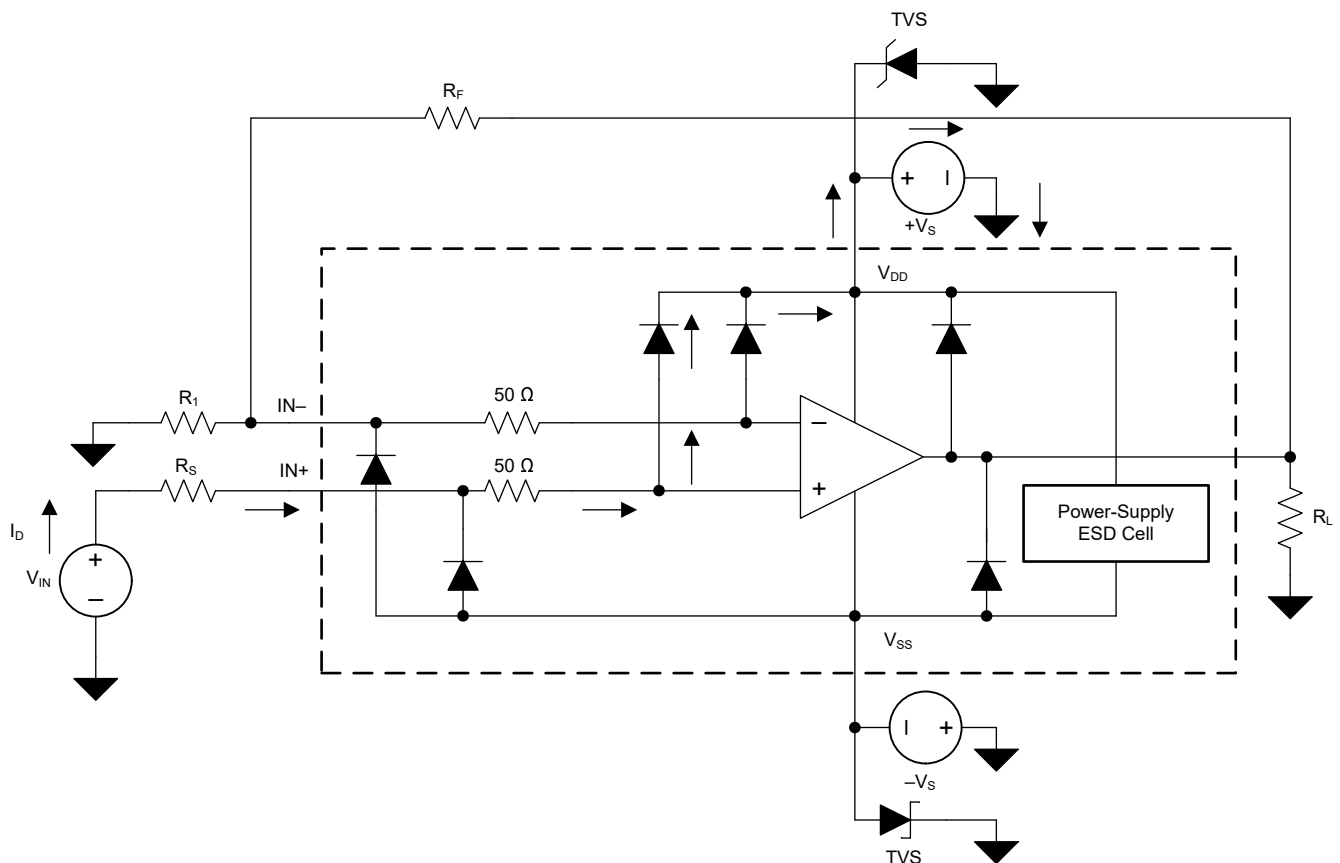 TVS
R_F
+ –
+V_S
V_DD
R_1
IN–
50 Ω
R_S
IN+
50 Ω
–
+
I_D
V_IN
+
–
Power-Supply
ESD Cell
R_L
V_SS
– +
–V_S
TVS